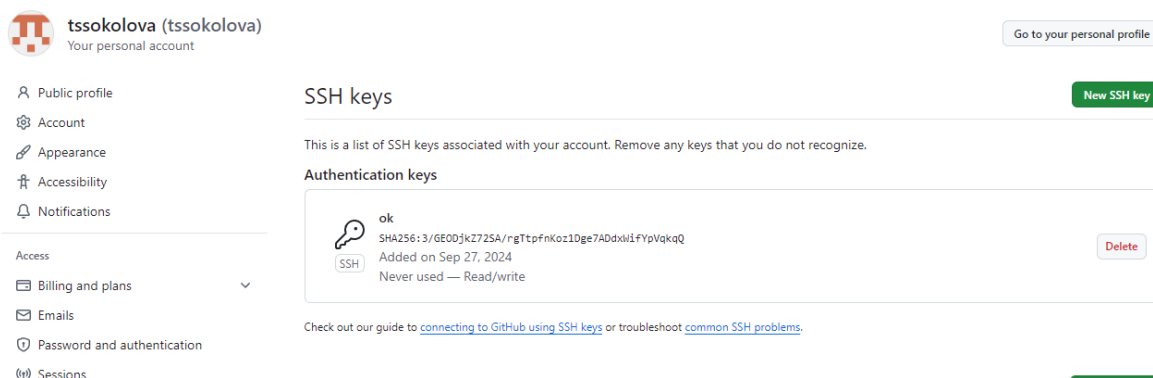 tssokolova (tssokolova)
Your personal account
Go to your personal profile
Public profile
Account
Appearance
Accessibility
Notifications
Access
Billing and plans
Emails
Password and authentication
Sessions
SSH keys
New SSH key
This is a list of SSH keys associated with your account. Remove any keys that you do not recognize.
Authentication keys
ok
SHA256:3/GEODjkZ72SA/rgTtpfnKoz1Dge7ADdxWifYpVqkqQ
SSH
Added on Sep 27, 2024
Never used — Read/write
Delete
Check out our guide to connecting to GitHub using SSH keys or troubleshoot common SSH problems.